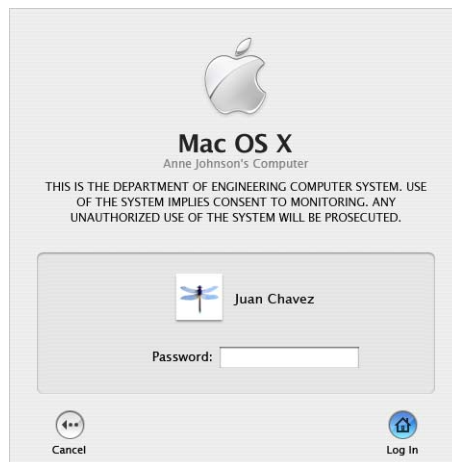 Mac OS X
Anne Johnson's Computer
THIS IS THE DEPARTMENT OF ENGINEERING COMPUTER SYSTEM. USE
OF THE SYSTEM IMPLIES CONSENT TO MONITORING. ANY
UNAUTHORIZED USE OF THE SYSTEM WILL BE PROSECUTED.
Juan Chavez
Password:
Cancel
Log In